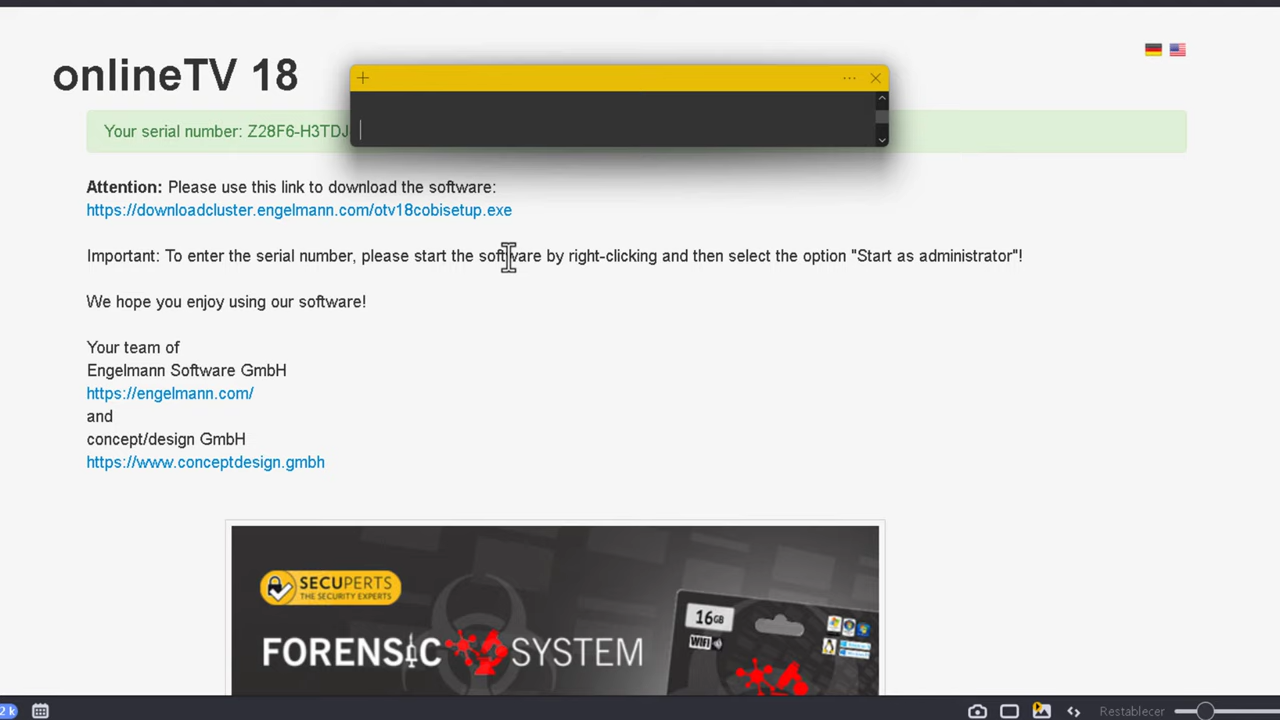 onlineTV 18
Your serial number: Z28F6-H3TDJ
Attention: Please use this link to download the software:
https://downloadcluster.engelmann.com/otv18cobisetup.exe
Important: To enter the serial number, please start the software by right-clicking and then select the option "Start as administrator"!
We hope you enjoy using our software!
Your team of
Engelmann Software GmbH
https://engelmann.com/
and
concept/design GmbH
https://www.conceptdesign.gmbh
SECUPERTS
THE SECURITY EXPERTS
16GB
WIFI
FORENSIC SYSTEM
2 k
Restablecer